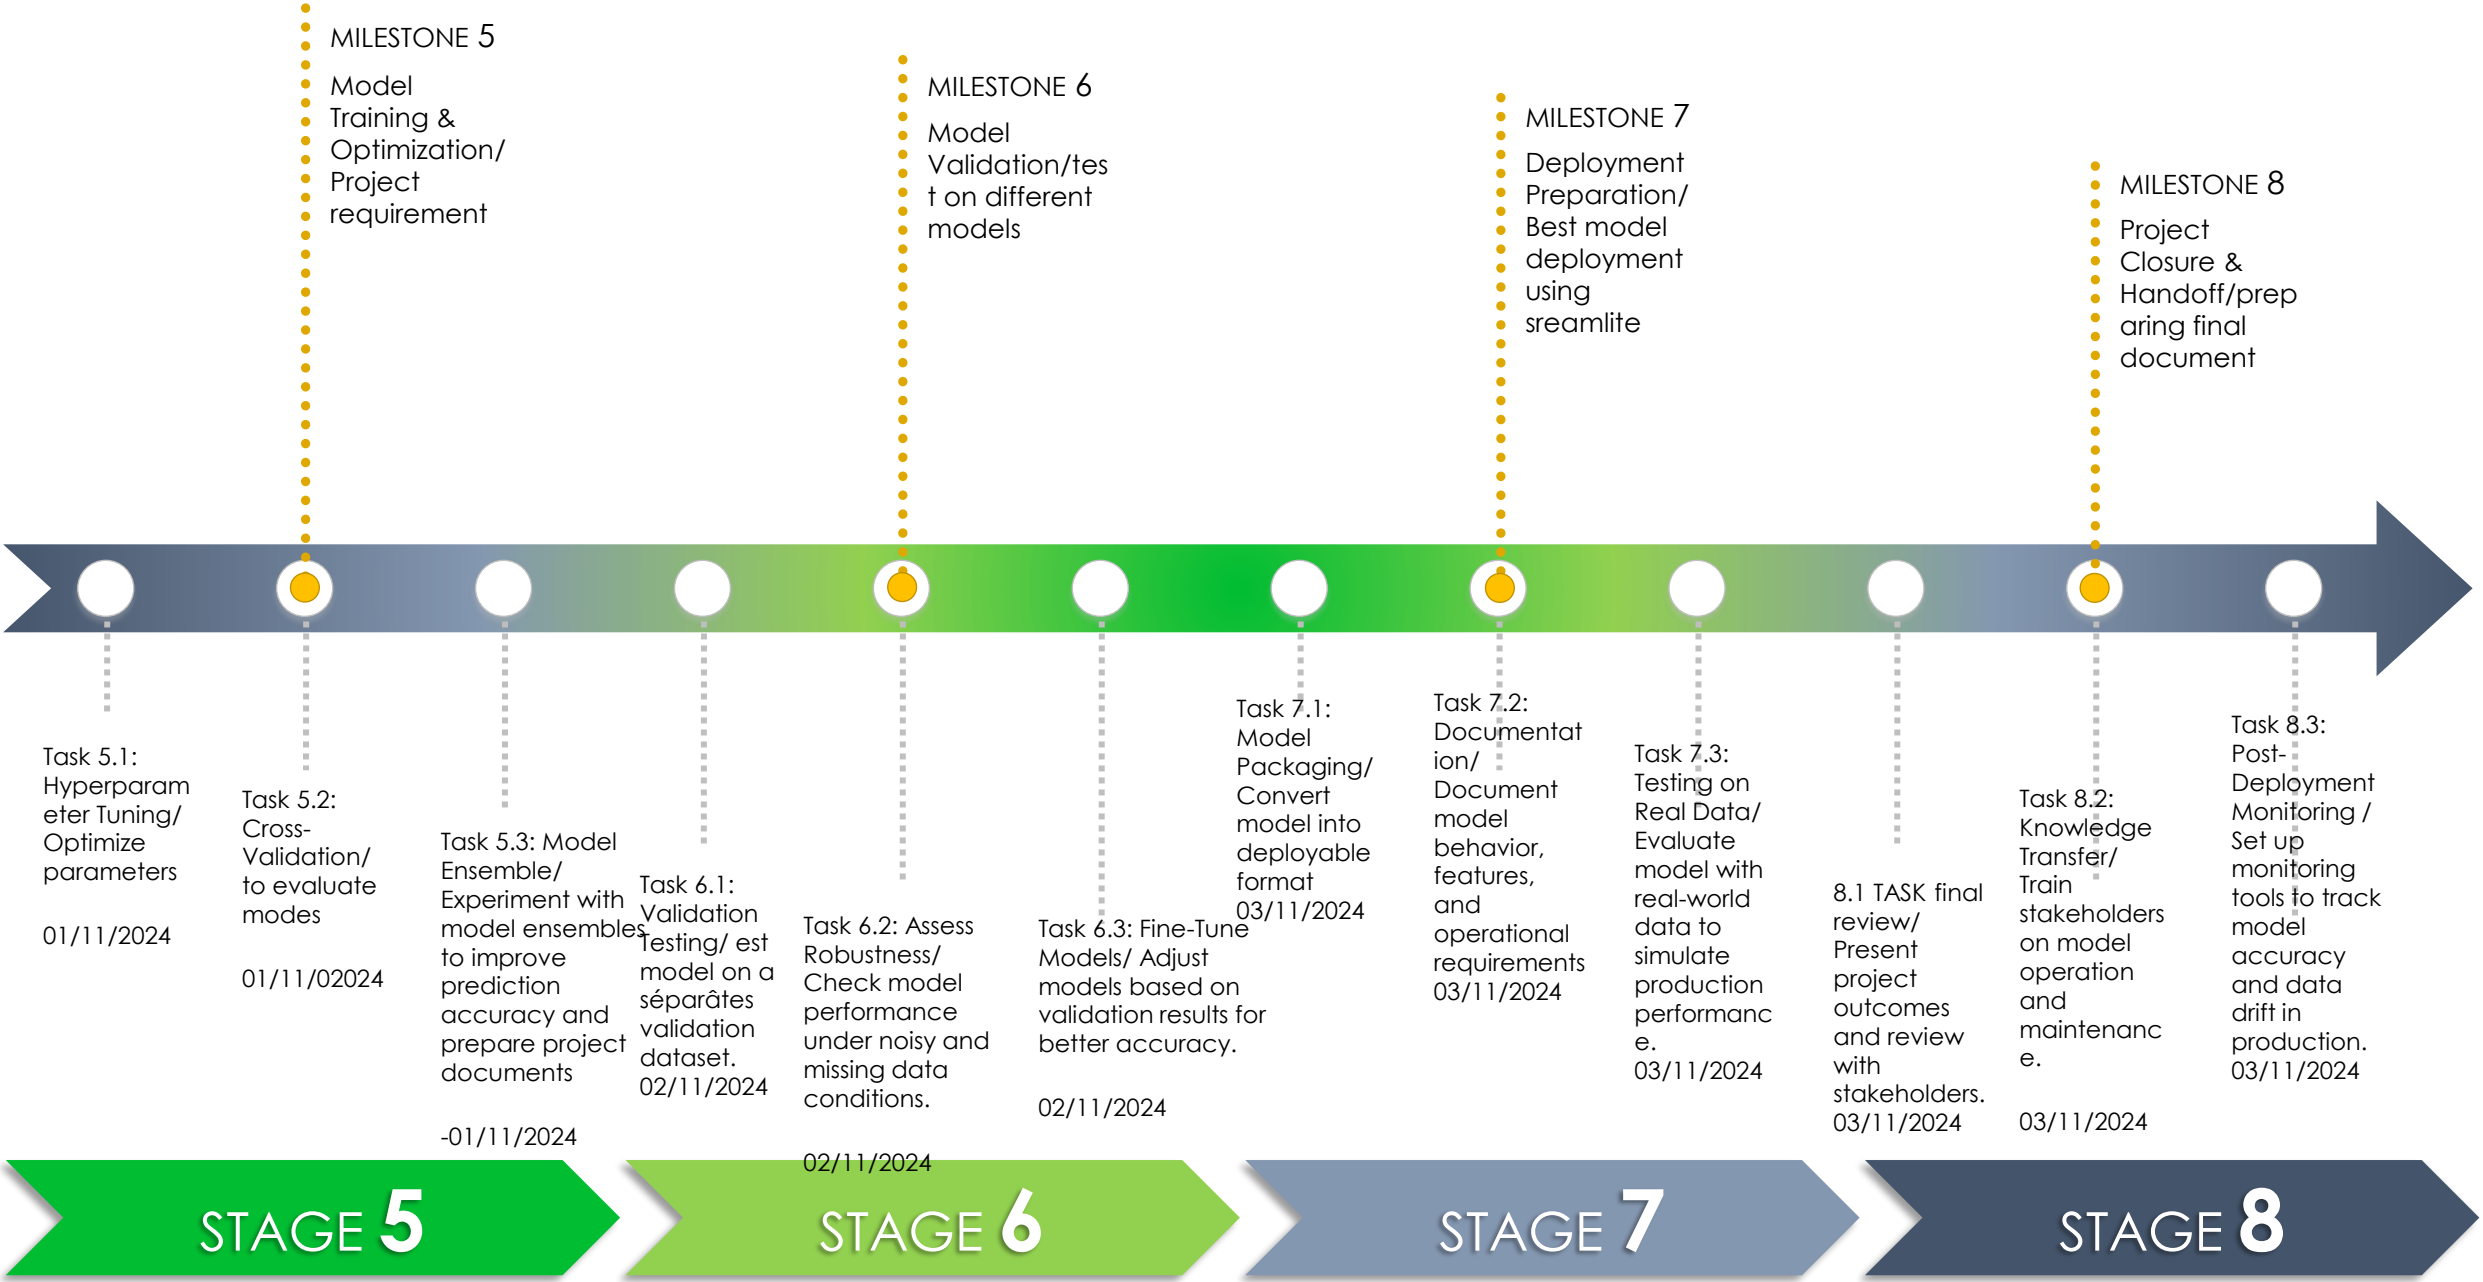 MILESTONE 5
Model
Training &
Optimization/
Project
requirement
MILESTONE 6
Model
Validation/tes
t on different
models
MILESTONE 7
Deployment
Preparation/
Best model
deployment
using
sreamlite
MILESTONE 8
Project
Closure &
Handoff/prep
aring final
document
Task 5.1:
Hyperparam
eter Tuning/
Optimize
parameters
01/11/2024
Task 5.2:
Cross-
Validation/
to evaluate
modes
01/11/02024
Task 5.3: Model
Ensemble/
Experiment with
model ensembles
to improve
prediction
accuracy and
prepare project
documents
-01/11/2024
Task 6.1:
Validation
Testing/ est
model on a
séparâtes
validation
dataset.
02/11/2024
Task 6.2: Assess
Robustness/
Check model
performance
under noisy and
missing data
conditions.
02/11/2024
Task 6.3: Fine-Tune
Models/ Adjust
models based on
validation results for
better accuracy.
02/11/2024
Task 7.1:
Model
Packaging/
Convert
model into
deployable
format
03/11/2024
Task 7.2:
Documentat
ion/
Document
model
behavior,
features,
and
operational
requirements
03/11/2024
Task 7.3:
Testing on
Real Data/
Evaluate
model with
real-world
data to
simulate
production
performanc
e.
03/11/2024
8.1 TASK final
review/
Present
project
outcomes
and review
with
stakeholders.
03/11/2024
Task 8.2:
Knowledge
Transfer/
Train
stakeholders
on model
operation
and
maintenanc
e.
03/11/2024
Task 8.3:
Post-
Deployment
Monitoring /
Set up
monitoring
tools to track
model
accuracy
and data
drift in
production.
03/11/2024
STAGE 5
STAGE 6
STAGE 7
STAGE 8